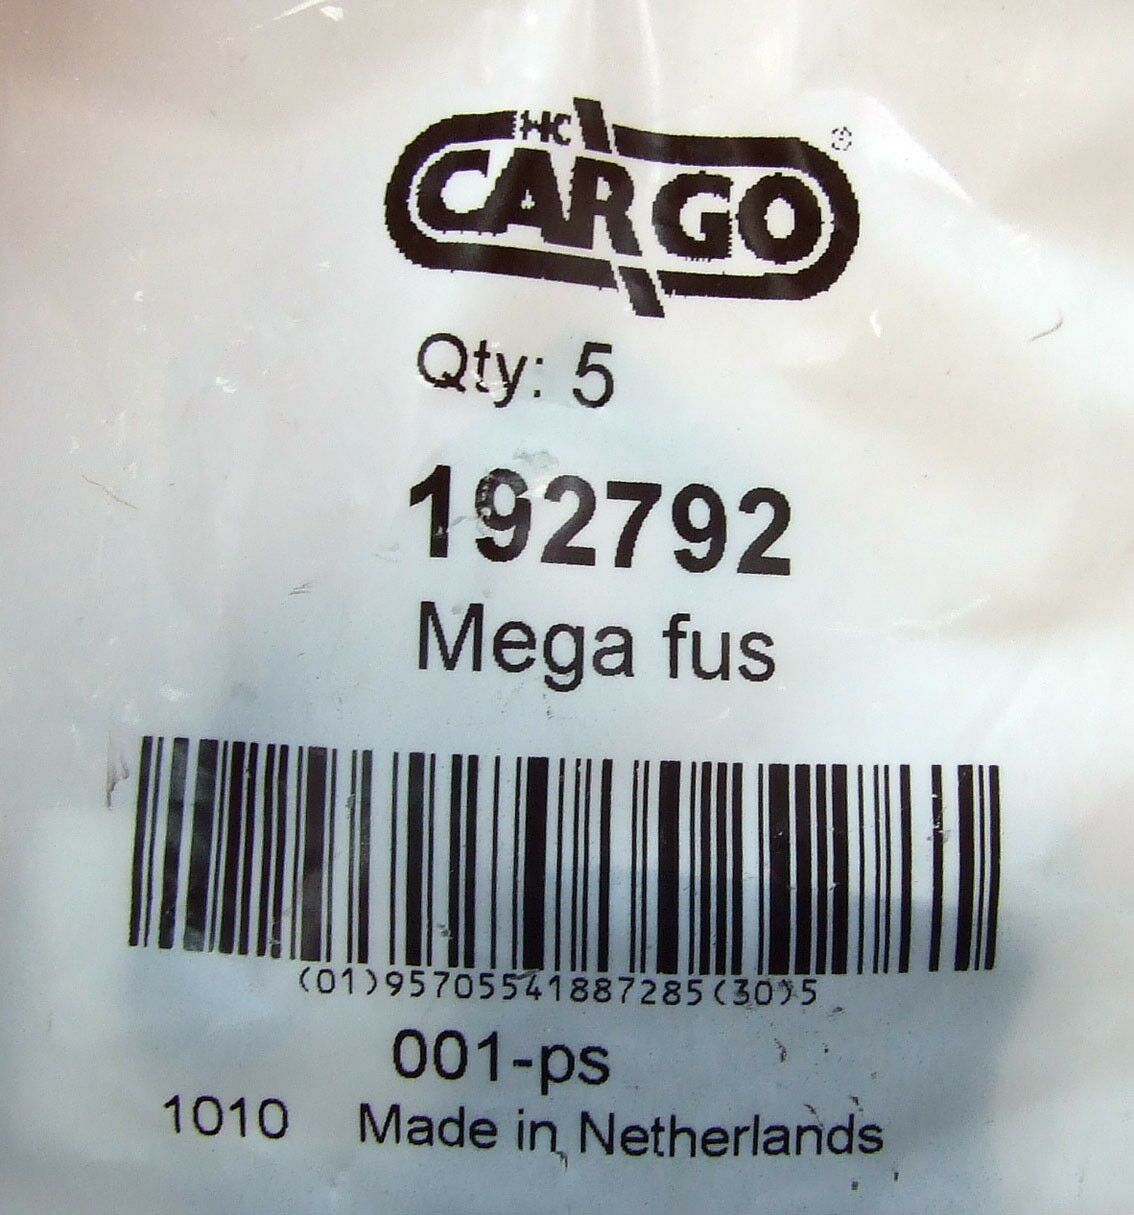 HC
CARGO
Qty: 5
192792
Mega fus
(01)95705541887285(30)5
001-ps
1010 Made in Netherlands